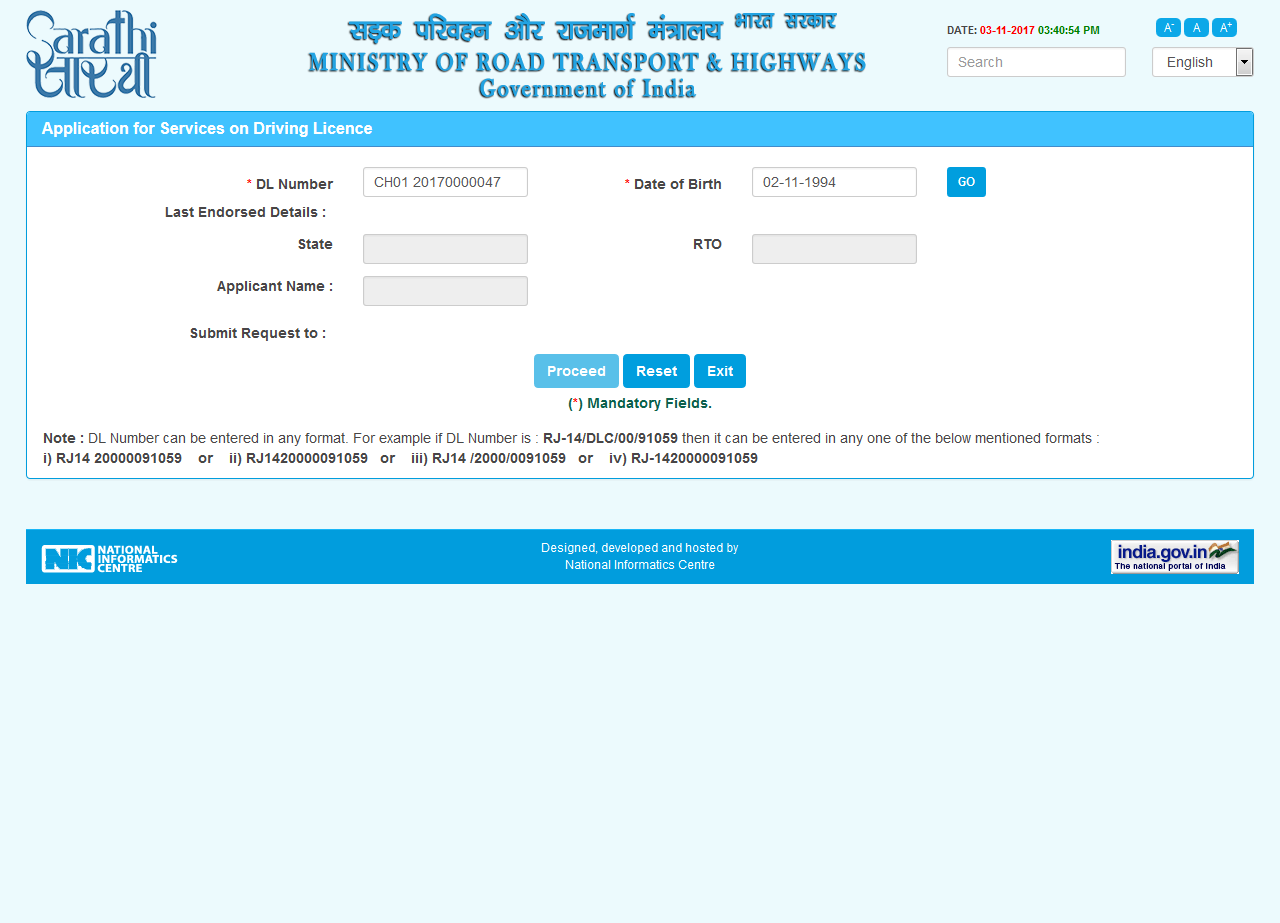 Sarathi
सारथी
सड़क परिवहन और राजमार्ग मंत्रालय भारत सरकार
MINISTRY OF ROAD TRANSPORT & HIGHWAYS
Government of India
DATE: 03-11-2017 03:40:54 PM
A- A A+
Search
English
Application for Services on Driving Licence
* DL Number CH01 20170000047 * Date of Birth 02-11-1994 GO
Last Endorsed Details :
State RTO
Applicant Name :
Submit Request to :
Proceed Reset Exit
(*) Mandatory Fields.
Note : DL Number can be entered in any format. For example if DL Number is : RJ-14/DLC/00/91059 then it can be entered in any one of the below mentioned formats :
i) RJ14 20000091059 or ii) RJ1420000091059 or iii) RJ14 /2000/0091059 or iv) RJ-1420000091059
NIC NATIONAL
INFORMATICS
CENTRE
Designed, developed and hosted by
National Informatics Centre
india.gov.in
The national portal of India